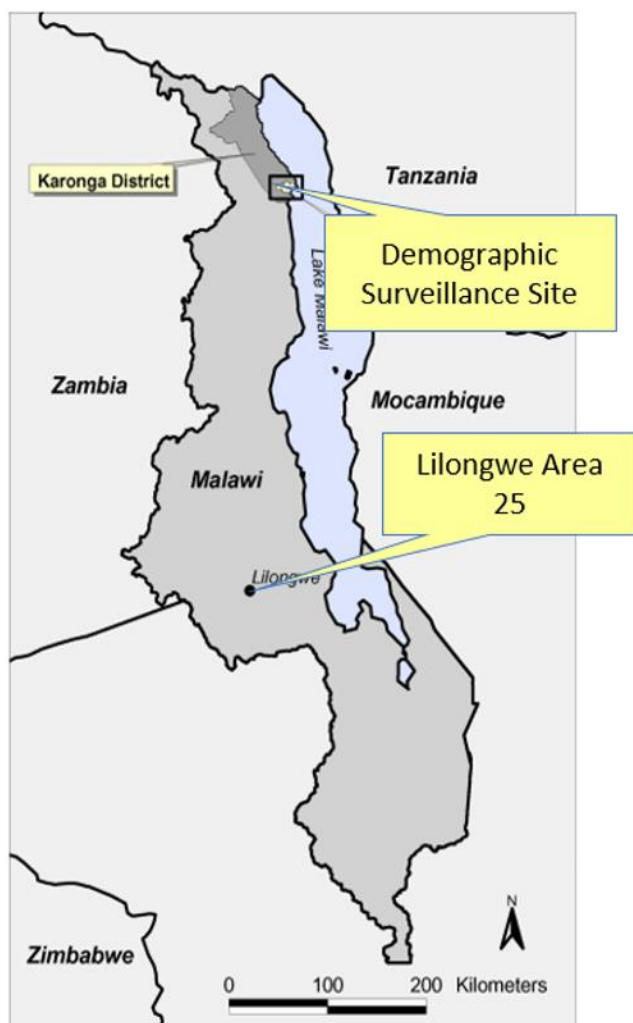 Karonga District
Tanzania
Demographic
Surveillance Site
Lake Malawi
Zambia
Mocambique
Lilongwe Area
25
Malawi
Lilongwe
N
Zimbabwe
0 100 200 Kilometers